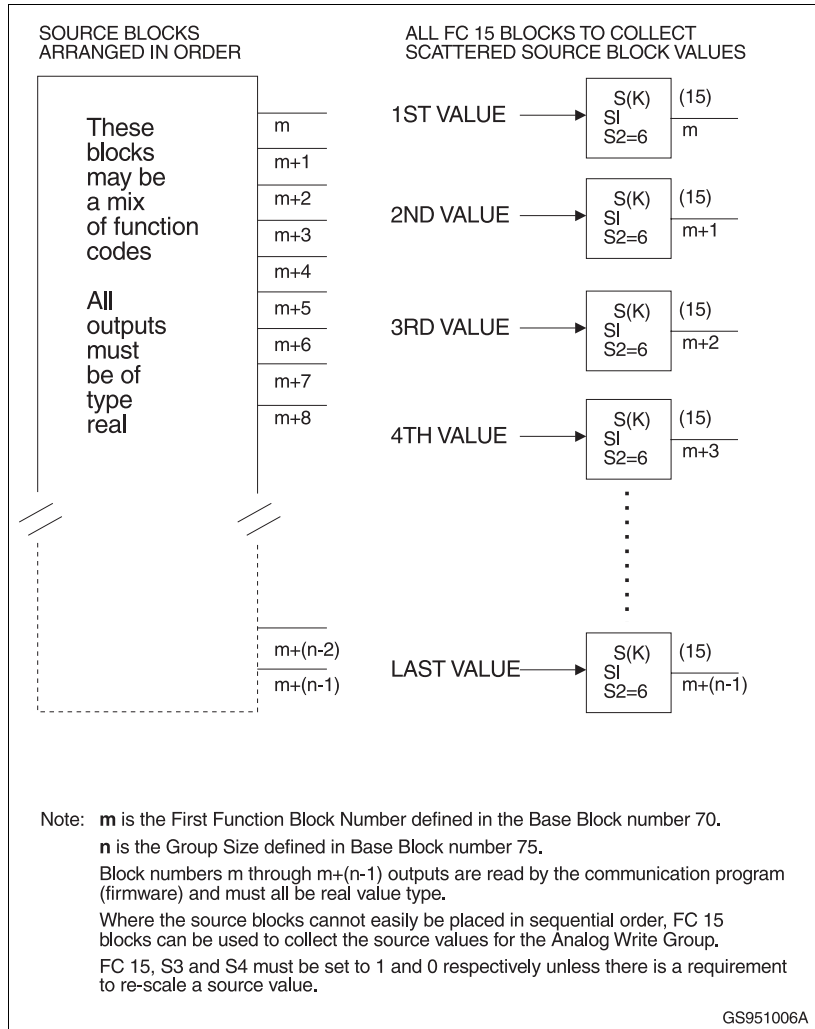 SOURCE BLOCKS
ARRANGED IN ORDER
These
blocks
may be
a mix
of function
codes
All
outputs
must
be of
type
real
m
m+1
m+2
m+3
m+4
m+5
m+6
m+7
m+8
m+(n-2)
m+(n-1)
ALL FC 15 BLOCKS TO COLLECT
SCATTERED SOURCE BLOCK VALUES
1ST VALUE
S(K)
SI
S2=6
(15)
m
2ND VALUE
S(K)
SI
S2=6
(15)
m+1
3RD VALUE
S(K)
SI
S2=6
(15)
m+2
4TH VALUE
S(K)
SI
S2=6
(15)
m+3
LAST VALUE
S(K)
SI
S2=6
(15)
m+(n-1)
Note: m is the First Function Block Number defined in the Base Block number 70.
n is the Group Size defined in Base Block number 75.
Block numbers m through m+(n-1) outputs are read by the communication program
(firmware) and must all be real value type.
Where the source blocks cannot easily be placed in sequential order, FC 15
blocks can be used to collect the source values for the Analog Write Group.
FC 15, S3 and S4 must be set to 1 and 0 respectively unless there is a requirement
to re-scale a source value.
GS951006A